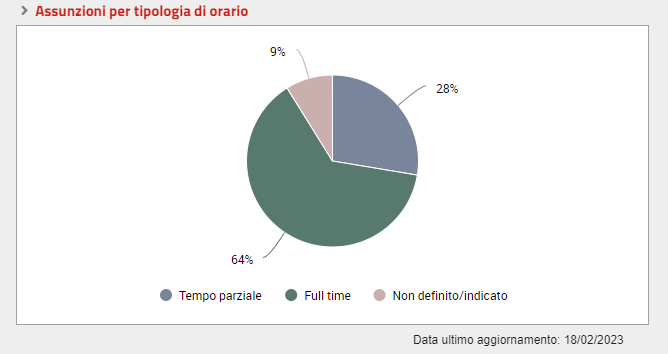 Assunzioni per tipologia di orario
9%
28%
64%
Tempo parziale
Full time
Non definito/indicato
Data ultimo aggiornamento: 18/02/2023